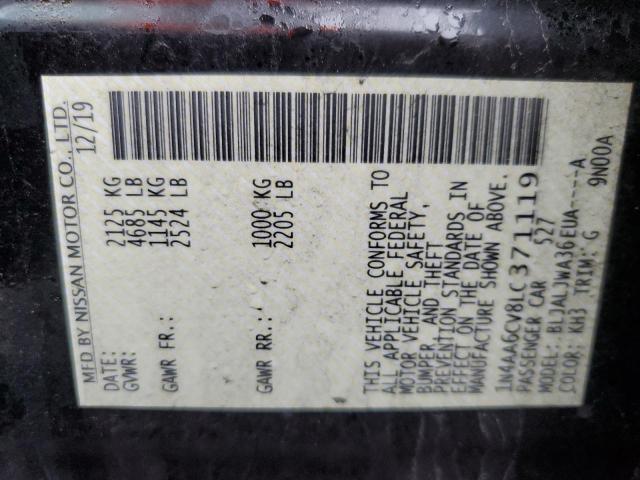 MFD BY NISSAN MOTOR CO., LTD.
DATE: 12/19
GVWR: 2125 KG
4685 LB
GAWR FR.: 1145 KG
2524 LB
GAWR RR.: 1000 KG
2205 LB
THIS VEHICLE CONFORMS TO
ALL APPLICABLE FEDERAL
MOTOR VEHICLE SAFETY,
BUMPER, AND THEFT
PREVENTION STANDARDS IN
EFFECT ON THE DATE OF
MANUFACTURE SHOWN ABOVE.
1N4AA6CV8LC371119
PASSENGER CAR 527
MODEL: BLJALJWA36EUA----A
COLOR: KH3 TRIM: G 9N00A